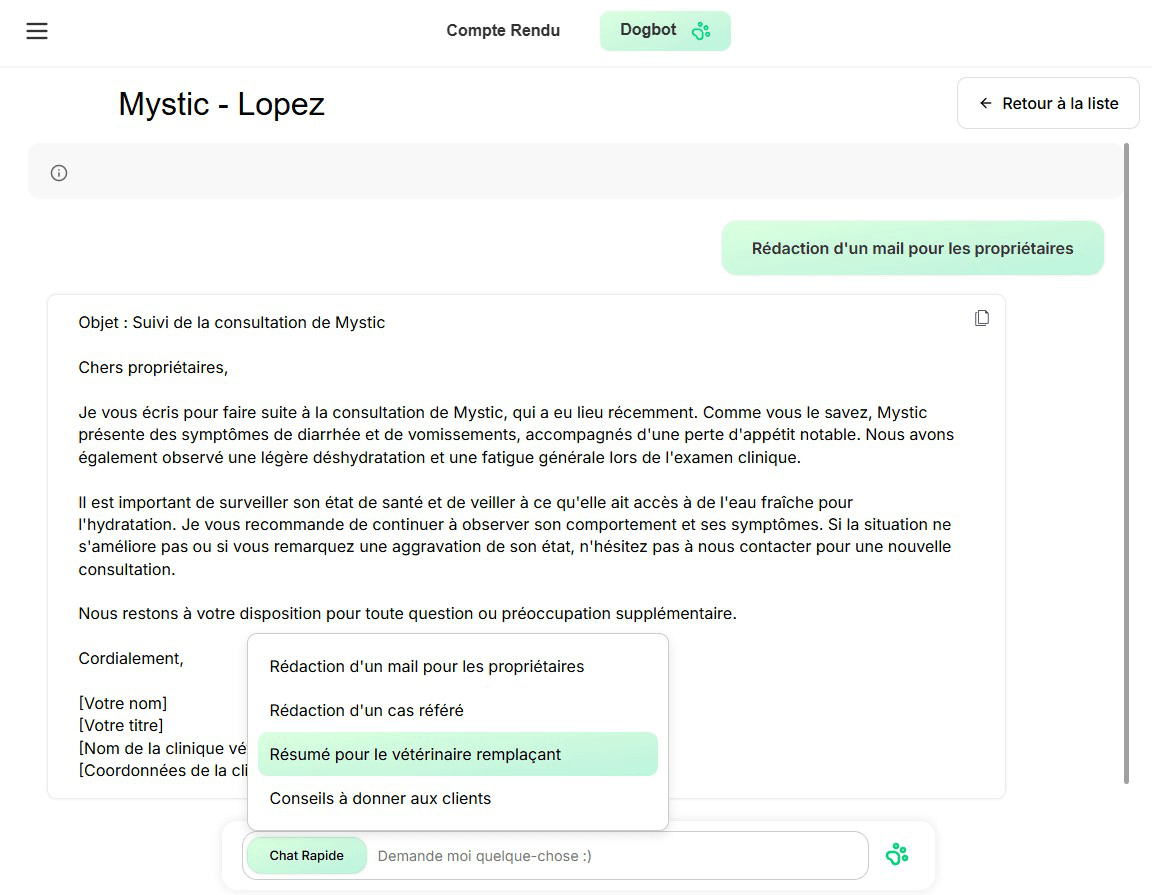 Compte Rendu
Dogbot
Mystic - Lopez
Retour à la liste
Rédaction d'un mail pour les propriétaires
Objet : Suivi de la consultation de Mystic
Chers propriétaires,
Je vous écris pour faire suite à la consultation de Mystic, qui a eu lieu récemment. Comme vous le savez, Mystic
présente des symptômes de diarrhée et de vomissements, accompagnés d'une perte d'appétit notable. Nous avons
également observé une légère déshydratation et une fatigue générale lors de l'examen clinique.
Il est important de surveiller son état de santé et de veiller à ce qu'elle ait accès à de l'eau fraîche pour
l'hydratation. Je vous recommande de continuer à observer son comportement et ses symptômes. Si la situation ne
s'améliore pas ou si vous remarquez une aggravation de son état, n'hésitez pas à nous contacter pour une nouvelle
consultation.
Nous restons à votre disposition pour toute question ou préoccupation supplémentaire.
Cordialement,
[Votre nom]
[Votre titre]
[Nom de la clinique vé
[Coordonnées de la cli
Rédaction d'un mail pour les propriétaires
Rédaction d'un cas référé
Résumé pour le vétérinaire remplaçant
Conseils à donner aux clients
Chat Rapide
Demande moi quelque-chose :)